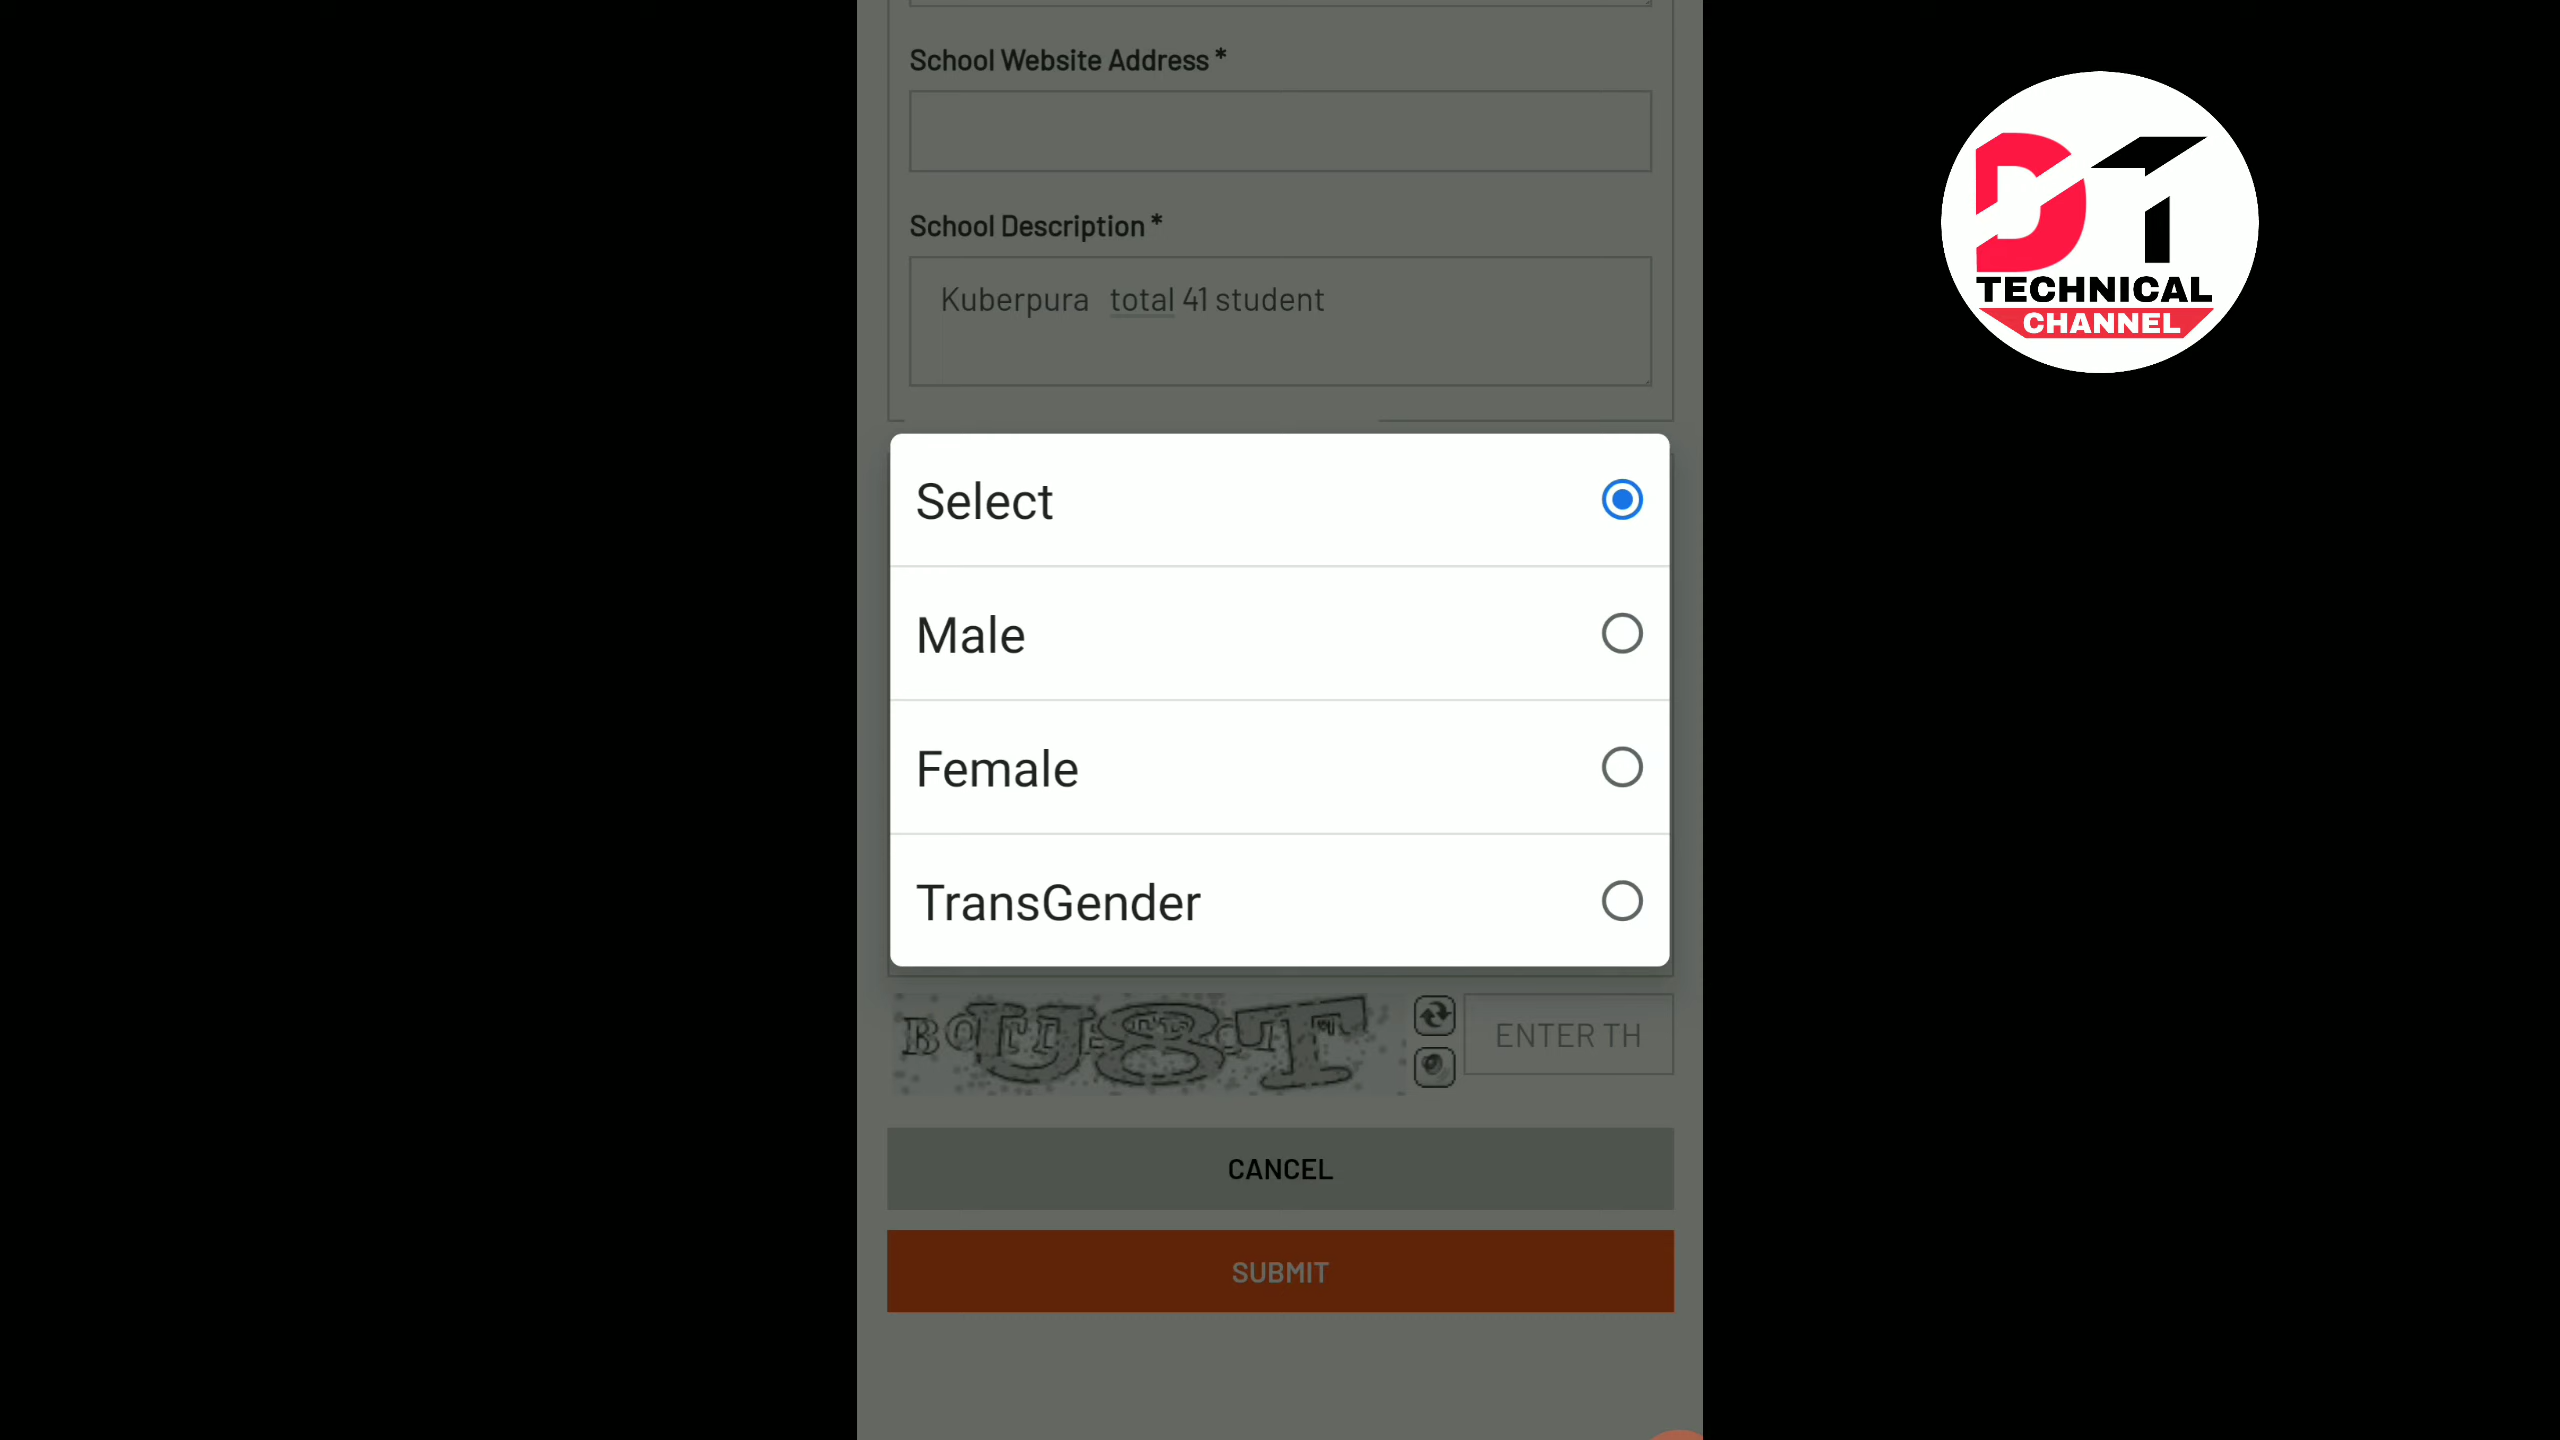 School Website Address *
School Description *
Kuberpura total 41 student
Select
Male
Female
TransGender
ENTER TH
CANCEL
SUBMIT
DT
TECHNICAL
CHANNEL